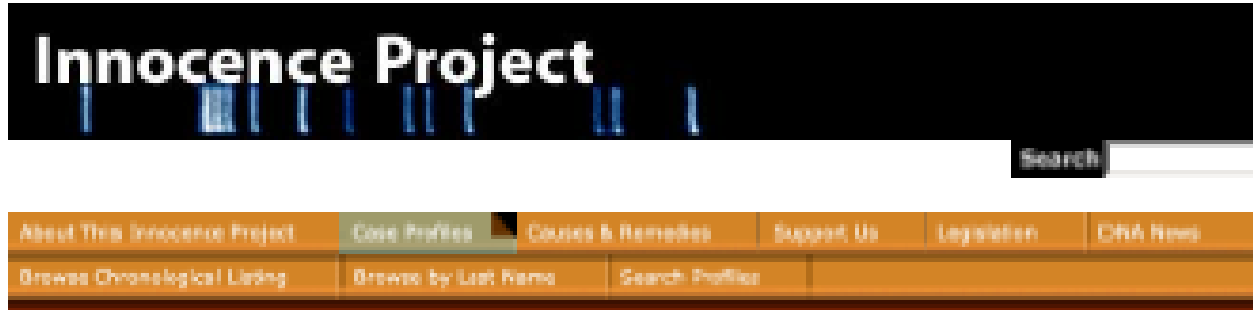 Innocence Project
Search
About This Innocence Project Case Profiles Causes & Remedies Support Us Legislation DNA News
Browse Chronological Listing Browse by Last Name Search Profiles